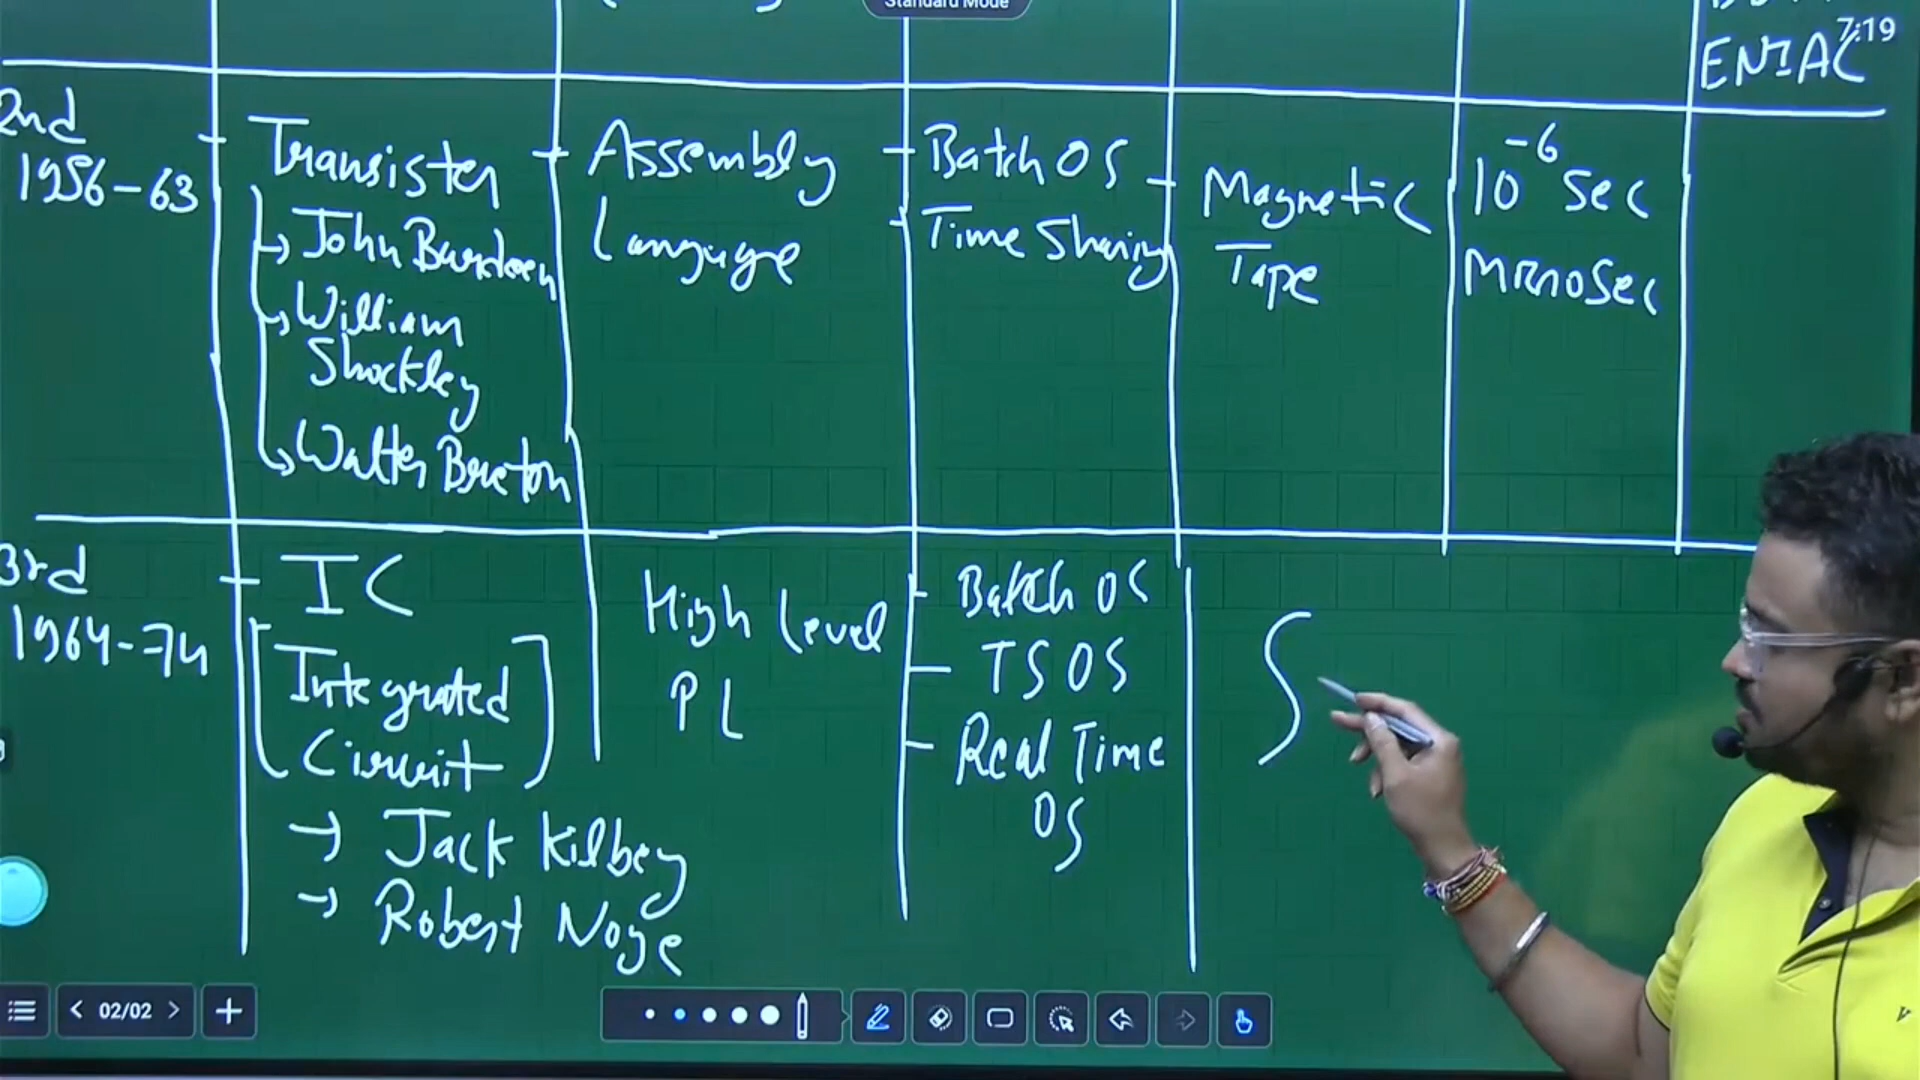 Standard Mode
7:19
ENIAC
2nd
1956-63
Transister
→ John Bardeen
→ William
Shockley
→ Walter Breton
Assembly
Language
- Batch OS
- Time Sharing
Magnetic
Tape
10⁻⁶ Sec
3rd
1964-74
- IC
[Integrated
Circuit]
→ Jack Kilbey
→ Robert Noye
High Level
PL
- Batch OS
- TSOS
- Real Time
OS
S
02/02